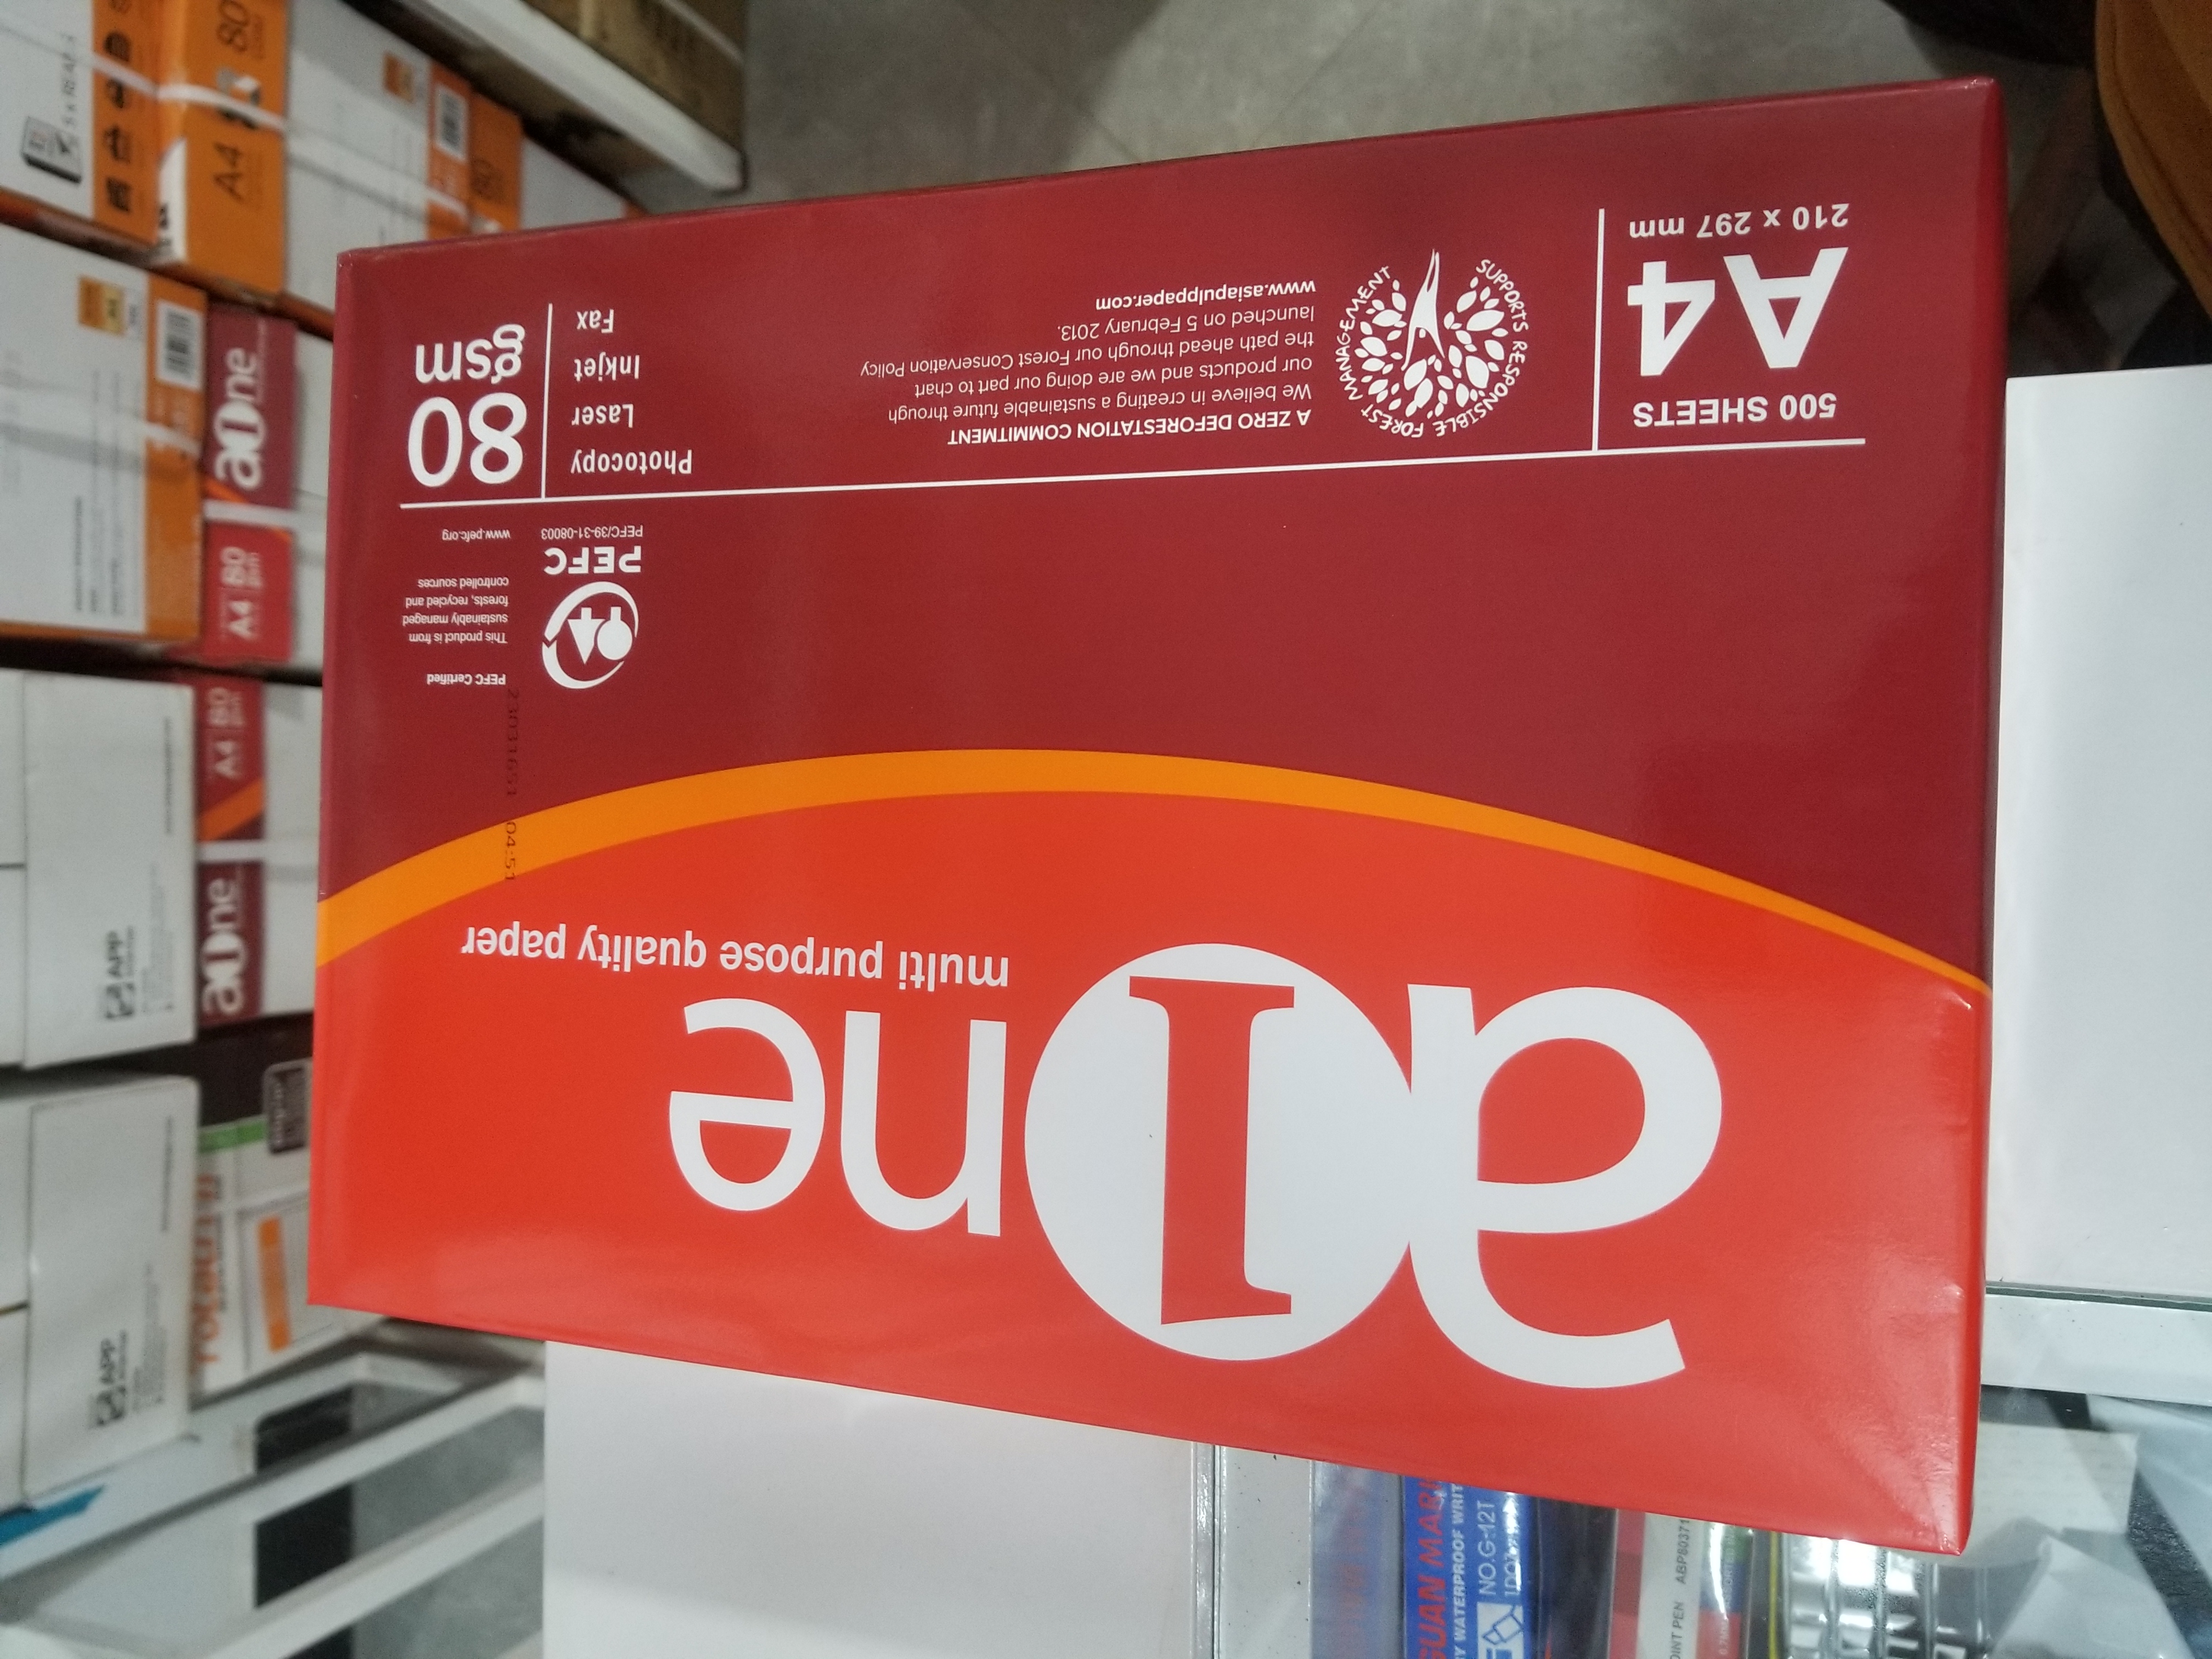 a1ne
multi purpose quality paper
23031651 04:51
PEFC
PEFC/39-31-08003
PEFC Certified
This product is from
sustainably managed
forests, recycled and
controlled sources
www.pefc.org
500 SHEETS
A4
210 x 297 mm
SUPPORTS RESPONSIBLE FOREST MANAGEMENT
A ZERO DEFORESTATION COMMITMENT
We believe in creating a sustainable future through
our products and we are doing our part to chart
the path ahead through our Forest Conservation Policy
launched on 5 February 2013.
www.asiapulppaper.com
Photocopy
Laser
Inkjet
Fax
80
gsm
APP
APP
a1ne
A4 80
gsm
A4 80
gsm
a1ne
A4
80
80
GUAN MAR
WATERPROOF WRIT
NO.G-12T
OINT PEN ABP80371